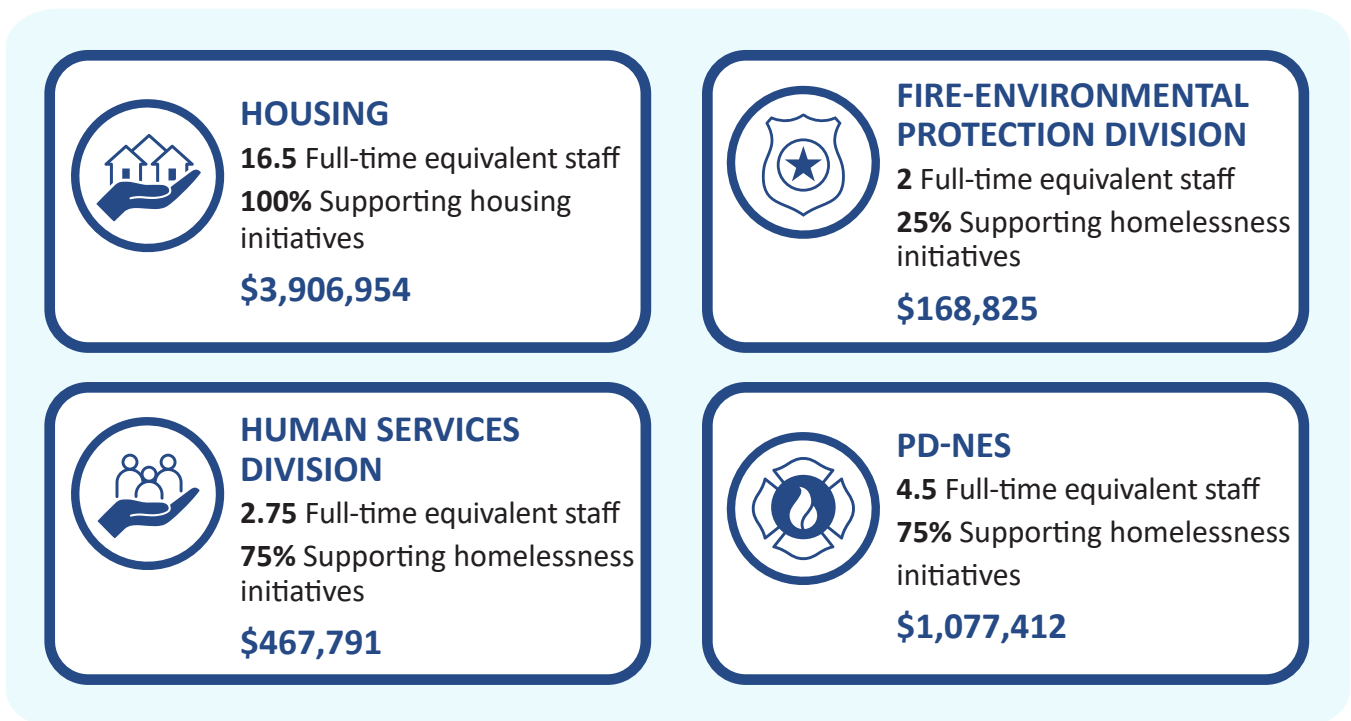 HOUSING
16.5 Full-time equivalent staff
100% Supporting housing
initiatives
$3,906,954
FIRE-ENVIRONMENTAL
PROTECTION DIVISION
2 Full-time equivalent staff
25% Supporting homelessness
initiatives
$168,825
HUMAN SERVICES
DIVISION
2.75 Full-time equivalent staff
75% Supporting homelessness
initiatives
$467,791
PD-NES
4.5 Full-time equivalent staff
75% Supporting homelessness
initiatives
$1,077,412